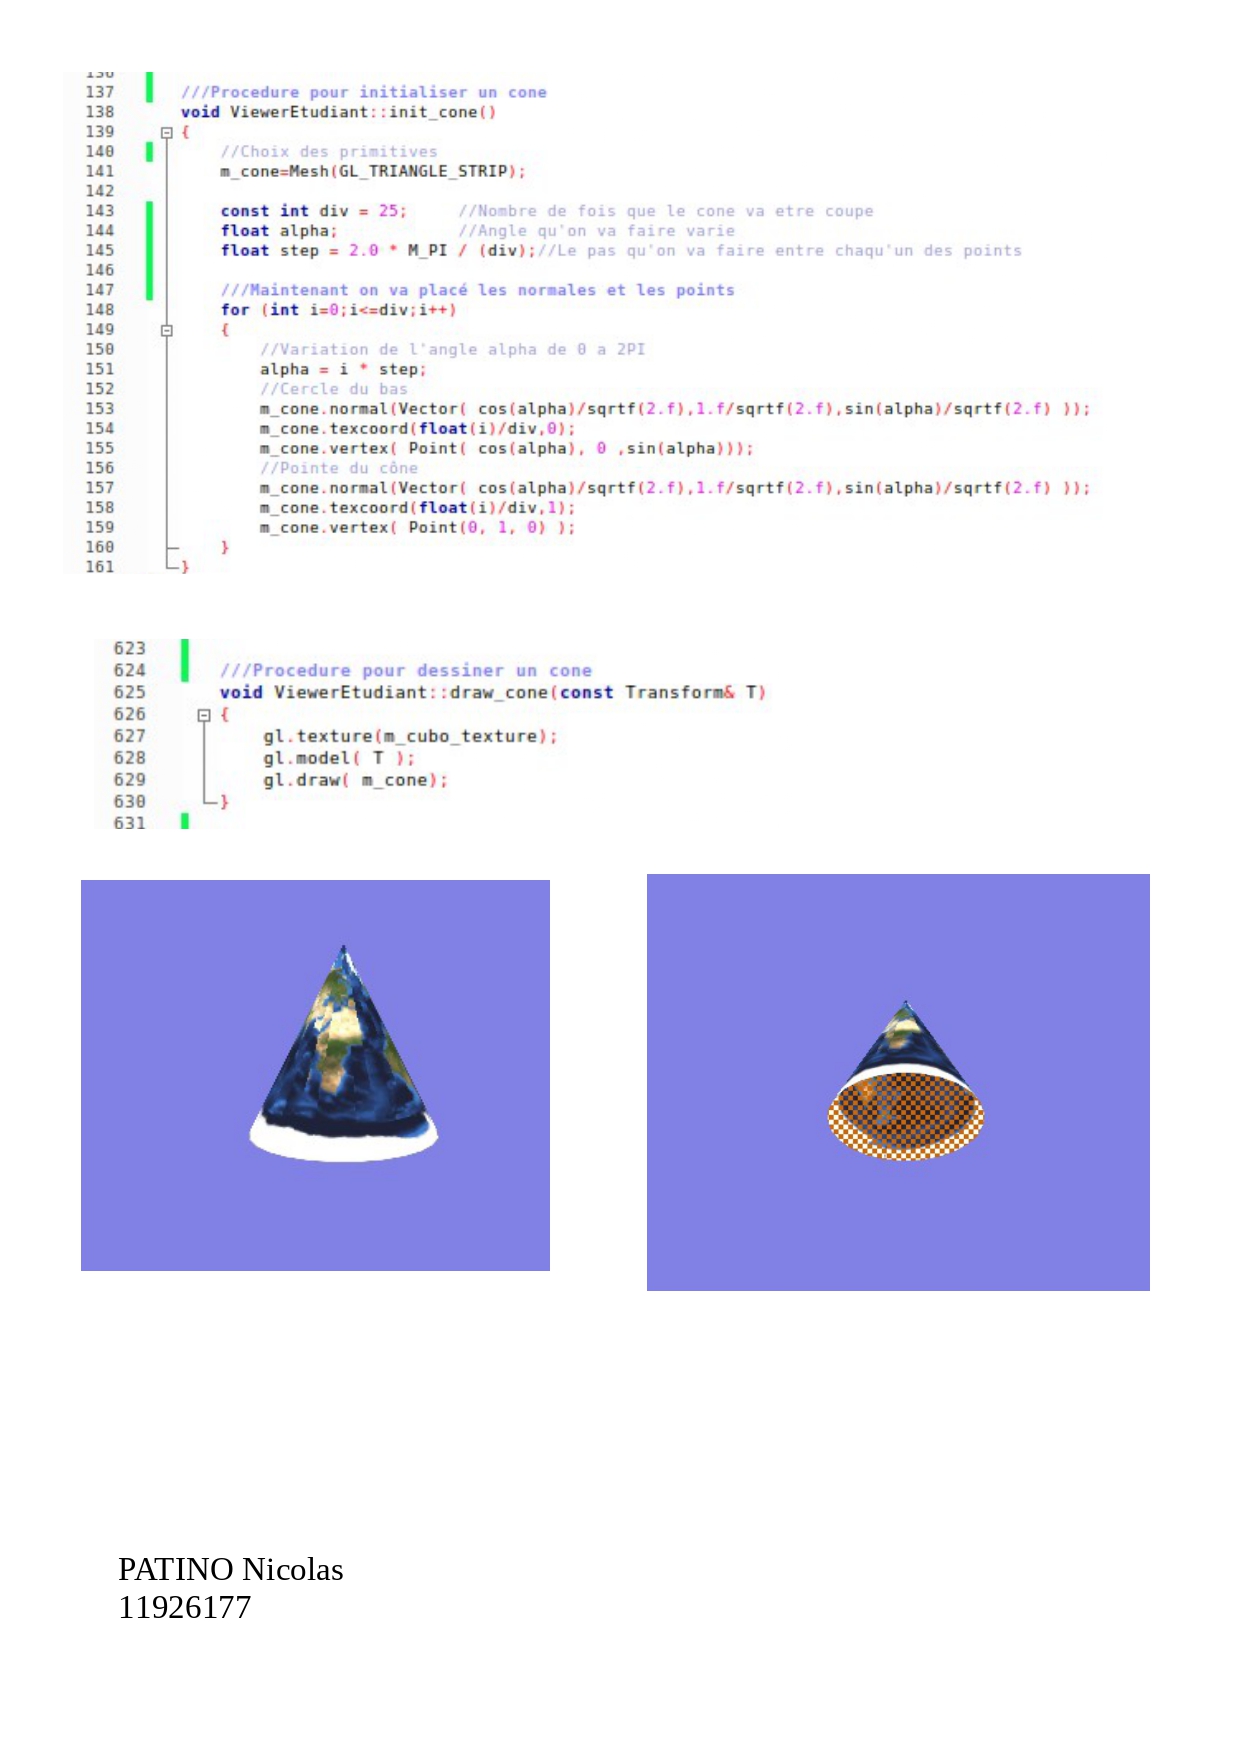 136
137 ///Procedure pour initialiser un cone
138 void ViewerEtudiant::init_cone()
139 {
140 //Choix des primitives
141 m_cone=Mesh(GL_TRIANGLE_STRIP);
142
143 const int div = 25; //Nombre de fois que le cone va etre coupe
144 float alpha; //Angle qu'on va faire varie
145 float step = 2.0 * M_PI / (div);//Le pas qu'on va faire entre chaqu'un des points
146
147 ///Maintenant on va placé les normales et les points
148 for (int i=0;i<=div;i++)
149 {
150 //Variation de l'angle alpha de 0 a 2PI
151 alpha = i * step;
152 //Cercle du bas
153 m_cone.normal(Vector( cos(alpha)/sqrtf(2.f),1.f/sqrtf(2.f),sin(alpha)/sqrtf(2.f) ));
154 m_cone.texcoord(float(i)/div,0);
155 m_cone.vertex( Point( cos(alpha), 0 ,sin(alpha)));
156 //Pointe du cône
157 m_cone.normal(Vector( cos(alpha)/sqrtf(2.f),1.f/sqrtf(2.f),sin(alpha)/sqrtf(2.f) ));
158 m_cone.texcoord(float(i)/div,1);
159 m_cone.vertex( Point(0, 1, 0) );
160 }
161 }
623
624 ///Procedure pour dessiner un cone
625 void ViewerEtudiant::draw_cone(const Transform& T)
626 {
627 gl.texture(m_cubo_texture);
628 gl.model( T );
629 gl.draw( m_cone);
630 }
631
PATINO Nicolas
11926177